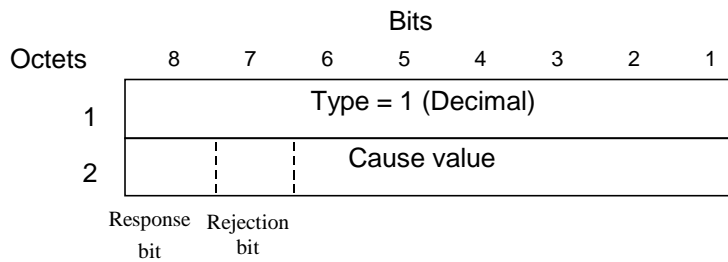 Bits
Octets 8 7 6 5 4 3 2 1
1 Type = 1 (Decimal)
2 Cause value
Response Rejection
bit bit